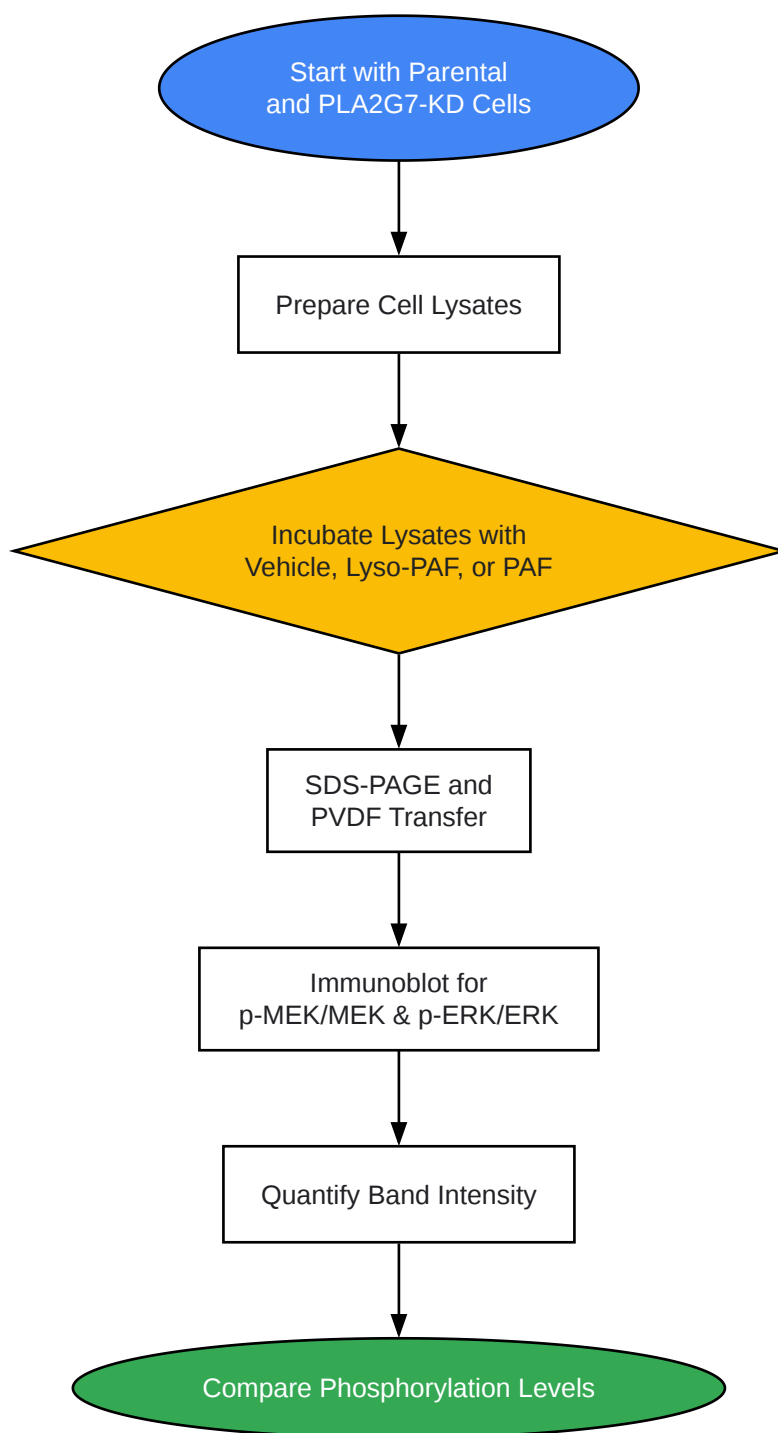 Start with Parental
and PLA2G7-KD Cells
Prepare Cell Lysates
Incubate Lysates with
Vehicle, Lyso-PAF, or PAF
SDS-PAGE and
PVDF Transfer
Immunoblot for
p-MEK/MEK & p-ERK/ERK
Quantify Band Intensity
Compare Phosphorylation Levels